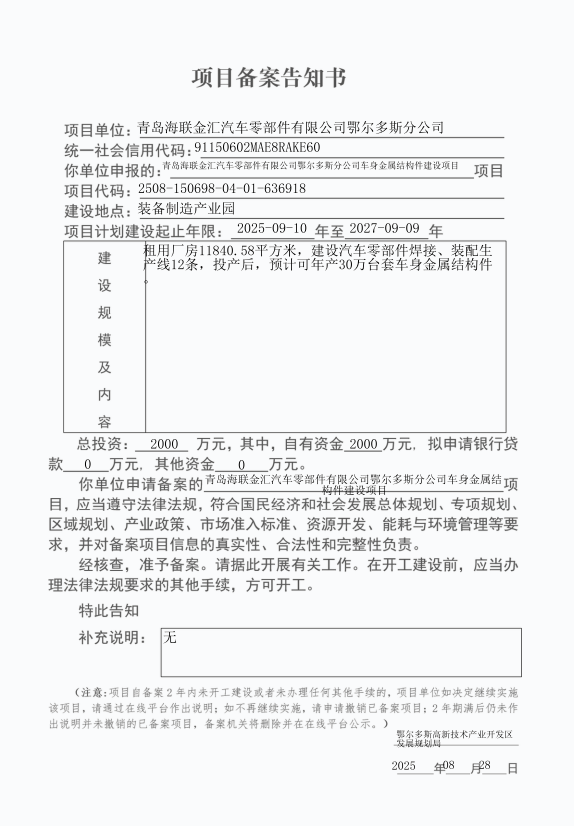 项目备案告知书
项目单位：青岛海联金汇汽车零部件有限公司鄂尔多斯分公司
统一社会信用代码：91150602MAE8RAKE60
你单位申报的：青岛海联金汇汽车零部件有限公司鄂尔多斯分公司车身金属结构件建设项目项目
项目代码：2508-150698-04-01-636918
建设地点：装备制造产业园
项目计划建设起止年限：2025-09-10年至2027-09-09年
建设规模及内容
租用厂房11840.58平方米，建设汽车零部件焊接、装配生
产线12条，投产后，预计可年产30万台套车身金属结构件
。
总投资：2000万元，其中，自有资金2000万元，拟申请银行贷
款0万元，其他资金0万元。
你单位申请备案的青岛海联金汇汽车零部件有限公司鄂尔多斯分公司车身金属结构件建设项目项
目，应当遵守法律法规，符合国民经济和社会发展总体规划、专项规划、
区域规划、产业政策、市场准入标准、资源开发、能耗与环境管理等要
求，并对备案项目信息的真实性、合法性和完整性负责。
经核查，准予备案。请据此开展有关工作。在开工建设前，应当办
理法律法规要求的其他手续，方可开工。
特此告知
补充说明：无
（注意：项目自备案2年内未开工建设或者未办理任何其他手续的，项目单位如决定继续实施
该项目，请通过在线平台作出说明；如不再继续实施，请申请撤销已备案项目；2年期满后仍未作
出说明并未撤销的已备案项目，备案机关将删除并在在线平台公示。）
鄂尔多斯高新技术产业开发区
发展规划局
2025年08月28日